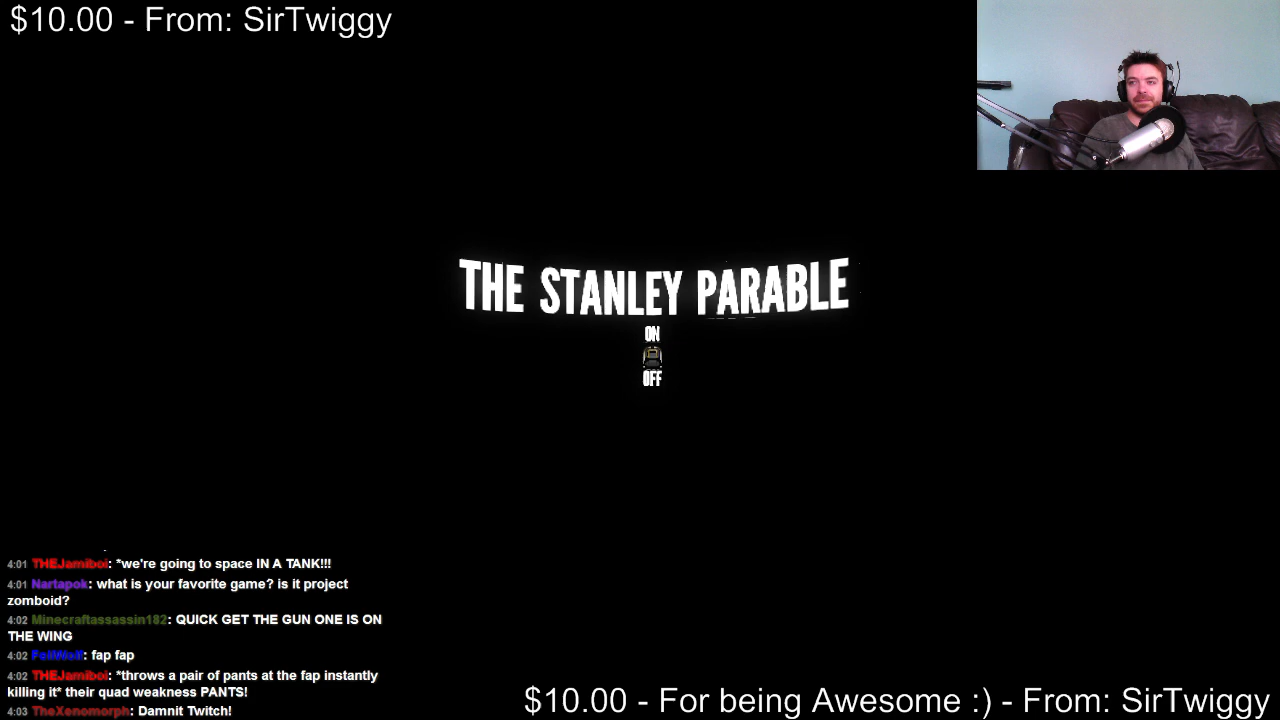 $10.00 - From: SirTwiggy
THE STANLEY PARABLE
ON
OFF
4:01 THEJamiboi: *we're going to space IN A TANK!!!
4:01 Nartapok: what is your favorite game? is it project
zomboid?
4:02 Minecraftassassin182: QUICK GET THE GUN ONE IS ON
THE WING
4:02 : fap fap
4:02 THEJamiboi: *throws a pair of pants at the fap instantly
killing it* their quad weakness PANTS!
4:03 TheXenomorph: Damnit Twitch!
$10.00 - For being Awesome :) - From: SirTwiggy